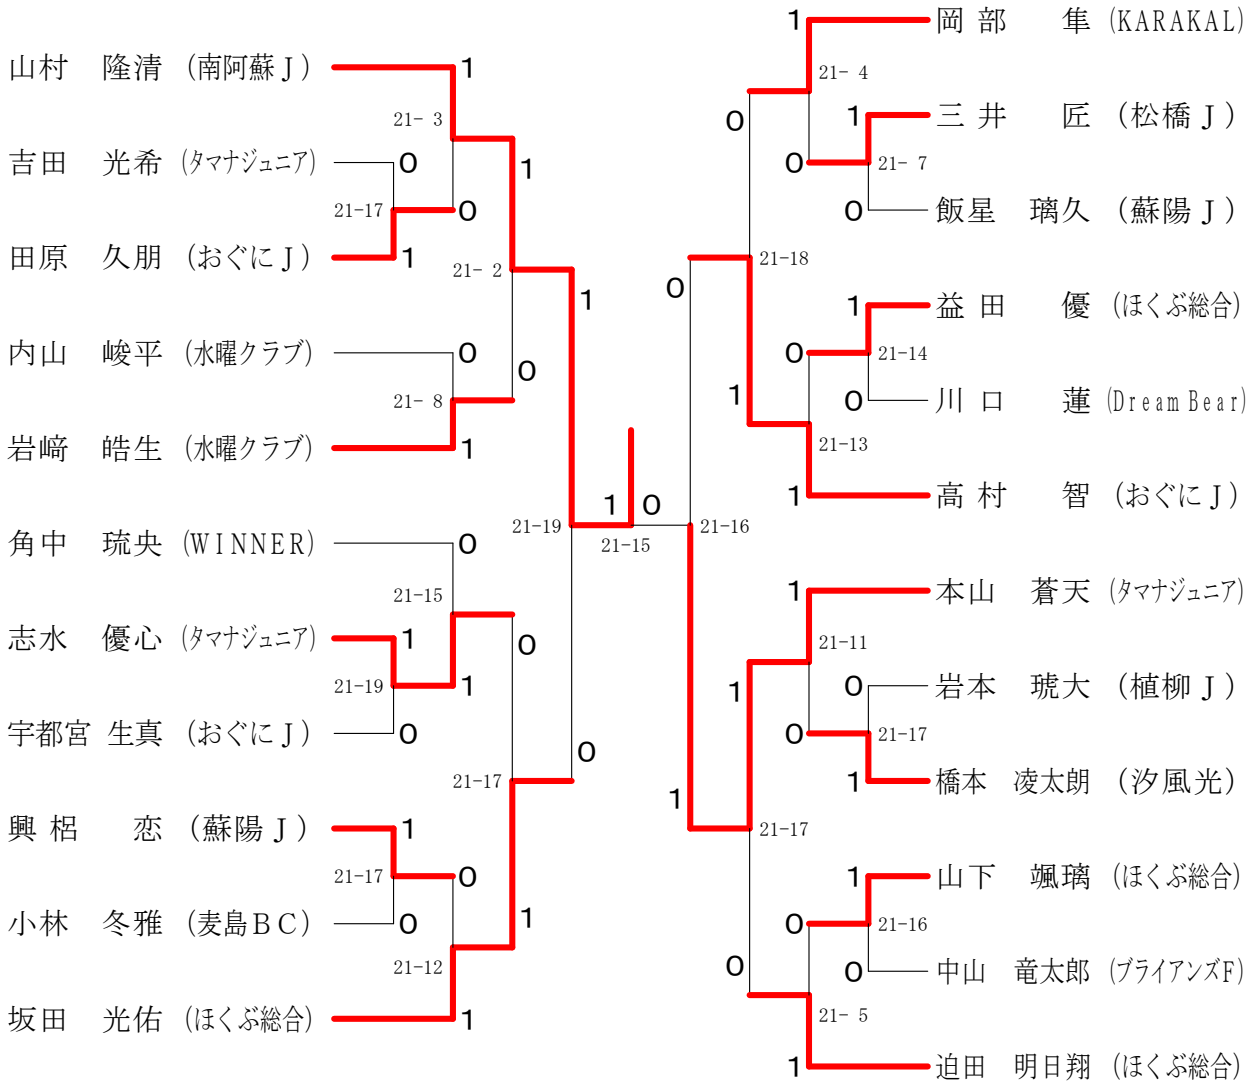 山村 隆清 (南阿蘇Ｊ) 1
21- 3
吉田 光希 (タマナジュニア) 0
21-17 0
田原 久朋 (おぐにＪ) 1
1
21- 2
内山 峻平 (水曜クラブ) 0
21- 8 0
岩﨑 皓生 (水曜クラブ) 1
1
21-19
角中 琉央 (WINNER) 0
21-15
志水 優心 (タマナジュニア) 1
21-19 1
宇都宮 生真 (おぐにＪ) 0
0
21-17
0
興梠 恋 (蘇陽Ｊ) 1
21-17 0
小林 冬雅 (麦島ＢＣ) 0
1
21-12
坂田 光佑 (ほくぶ総合) 1
1 0
21-15
1 岡部 隼 (KARAKAL)
21- 4
0
1 三井 匠 (松橋Ｊ)
0 21- 7
0 飯星 璃久 (蘇陽Ｊ)
21-18
0
1 益田 優 (ほくぶ総合)
0 21-14
0 川口 蓮 (Dream Bear)
1
21-13
1 高村 智 (おぐにＪ)
21-16
1 本山 蒼天 (タマナジュニア)
21-11
1
0 岩本 琥大 (植柳Ｊ)
0 21-17
1 橋本 凌太朗 (汐風光)
1
21-17
1 山下 颯璃 (ほくぶ総合)
0 21-16
0 中山 竜太郎 (ブライアンズF)
0
21- 5
1 迫田 明日翔 (ほくぶ総合)